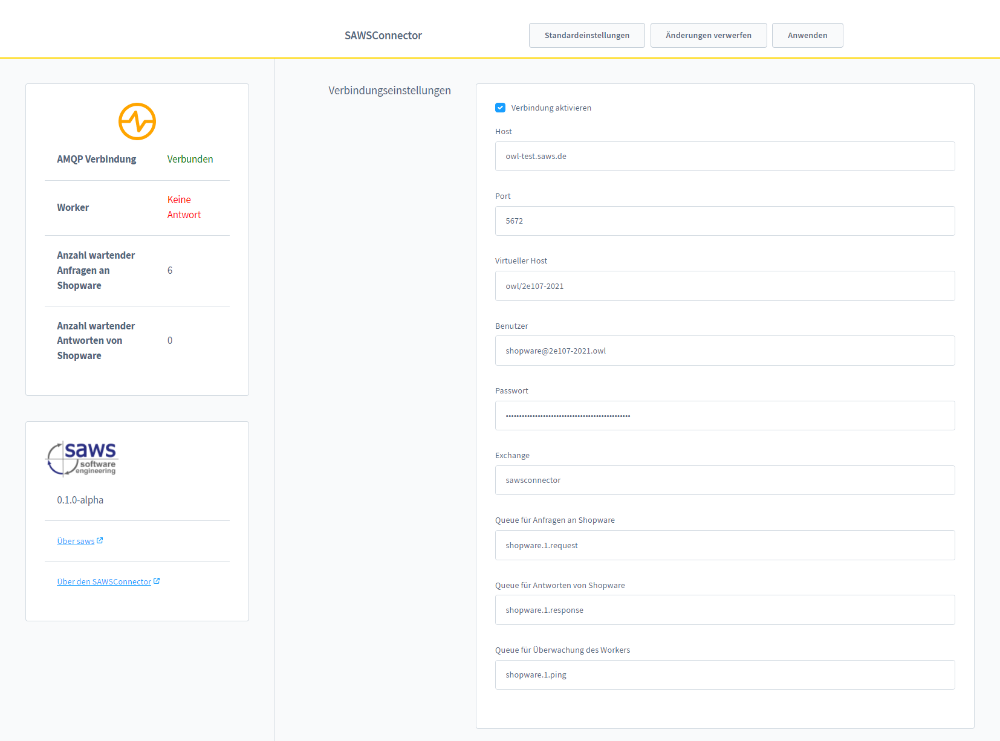 SAWSConnector
Standardeinstellungen
Änderungen verwerfen
Anwenden
AMQP Verbindung
Verbunden
Worker
Keine
Antwort
Anzahl wartender
Anfragen an
Shopware
6
Anzahl wartender
Antworten von
Shopware
0
saws
software
engineering
0.1.0-alpha
Über saws
Über den SAWSConnector
Verbindungseinstellungen
Verbindung aktivieren
Host
owl-test.saws.de
Port
5672
Virtueller Host
owl/2e107-2021
Benutzer
shopware@2e107-2021.owl
Passwort
Exchange
sawsconnector
Queue für Anfragen an Shopware
shopware.1.request
Queue für Antworten von Shopware
shopware.1.response
Queue für Überwachung des Workers
shopware.1.ping